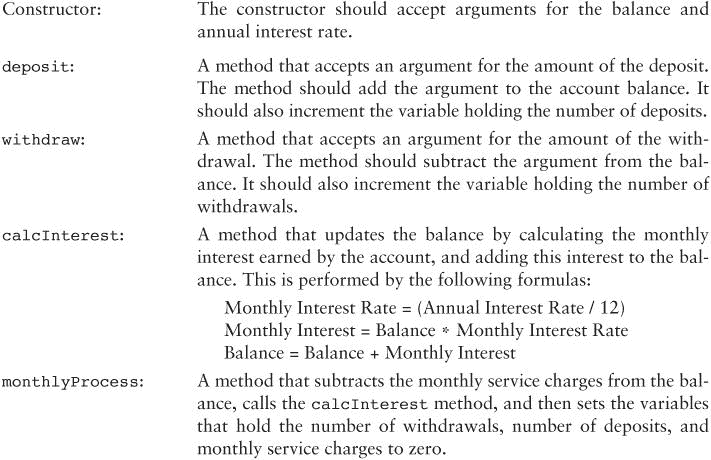 Constructor: The constructor should accept arguments for the balance and
annual interest rate.
deposit: A method that accepts an argument for the amount of the deposit.
The method should add the argument to the account balance. It
should also increment the variable holding the number of deposits.
withdraw: A method that accepts an argument for the amount of the with-
drawal. The method should subtract the argument from the bal-
ance. It should also increment the variable holding the number of
withdrawals.
calcInterest: A method that updates the balance by calculating the monthly
interest earned by the account, and adding this interest to the bal-
ance. This is performed by the following formulas:
Monthly Interest Rate = (Annual Interest Rate / 12)
Monthly Interest = Balance * Monthly Interest Rate
Balance = Balance + Monthly Interest
monthlyProcess: A method that subtracts the monthly service charges from the bal-
ance, calls the calcInterest method, and then sets the variables
that hold the number of withdrawals, number of deposits, and
monthly service charges to zero.